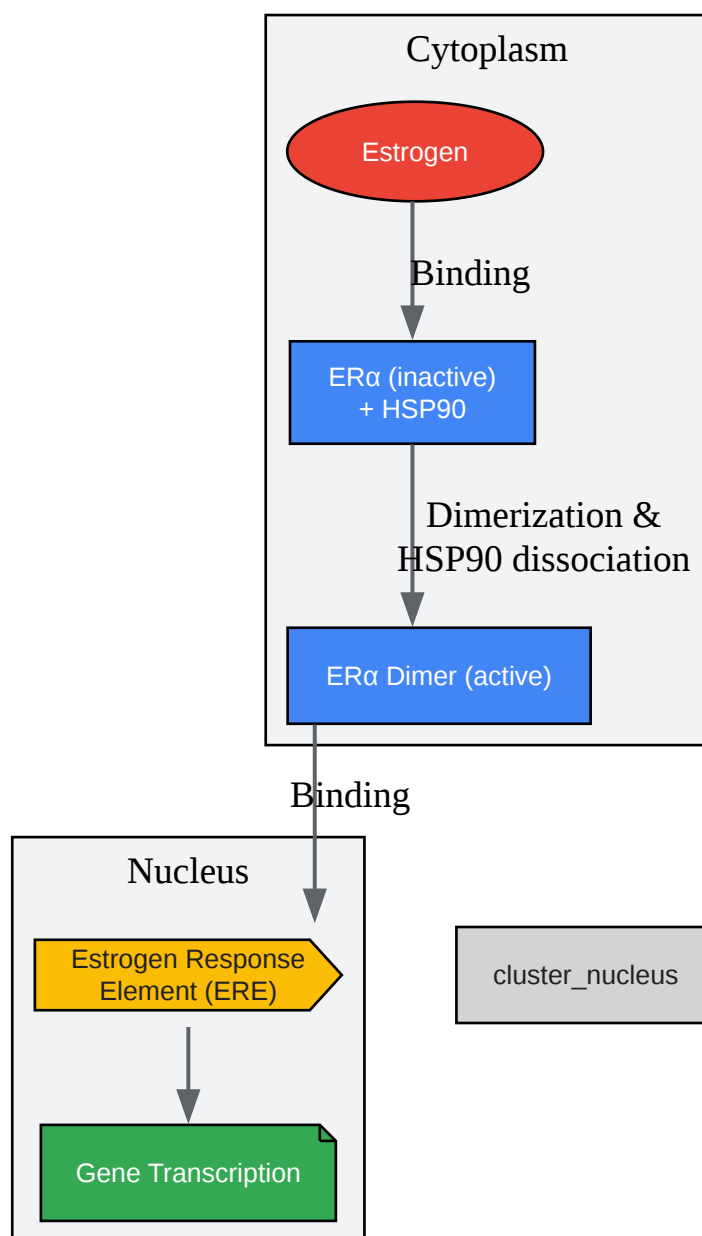 Cytoplasm
Estrogen
Binding
ERα (inactive)
+ HSP90
Dimerization &
HSP90 dissociation
ERα Dimer (active)
Binding
Nucleus
Estrogen Response
Element (ERE)
cluster_nucleus
Gene Transcription